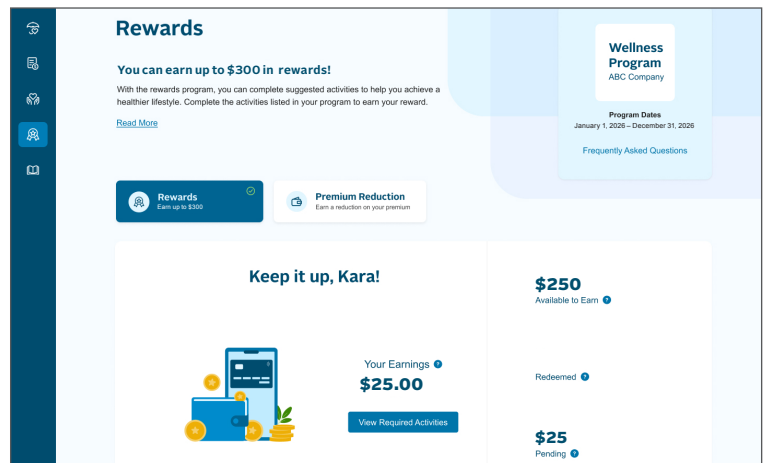 Rewards
You can earn up to $300 in rewards!
With the rewards program, you can complete suggested activities to help you achieve a
healthier lifestyle. Complete the activities listed in your program to earn your reward.
Read More
Wellness
Program
ABC Company
Program Dates
January 1, 2026 – December 31, 2026
Frequently Asked Questions
Rewards
Earn up to $300
Premium Reduction
Earn a reduction on your premium
Keep it up, Kara!
Your Earnings ?
$25.00
View Required Activities
$250
Available to Earn ?
Redeemed ?
$25
Pending ?